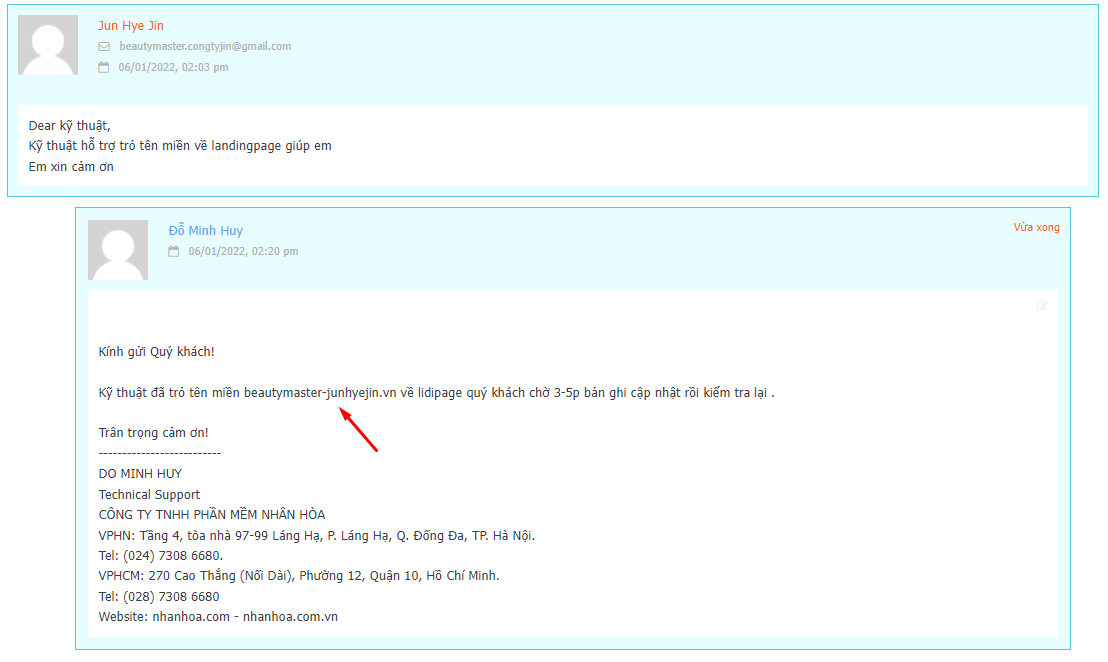 Jun Hye Jin
beautymaster.congtyjin@gmail.com
06/01/2022, 02:03 pm
Dear kỹ thuật,
Kỹ thuật hỗ trợ trỏ tên miền về landingpage giúp em
Em xin cảm ơn
Đỗ Minh Huy
Vừa xong
06/01/2022, 02:20 pm
Kính gửi Quý khách!
Kỹ thuật đã trỏ tên miền beautymaster-junhyejin.vn về lidipage quý khách chờ 3-5p bản ghi cập nhật rồi kiểm tra lại .
Trân trọng cảm ơn!
---------------------------
DO MINH HUY
Technical Support
CÔNG TY TNHH PHẦN MỀM NHÂN HÒA
VPHN: Tầng 4, tòa nhà 97-99 Láng Hạ, P. Láng Hạ, Q. Đống Đa, TP. Hà Nội.
Tel: (024) 7308 6680.
VPHCM: 270 Cao Thắng (Nối Dài), Phường 12, Quận 10, Hồ Chí Minh.
Tel: (028) 7308 6680
Website: nhanhoa.com - nhanhoa.com.vn